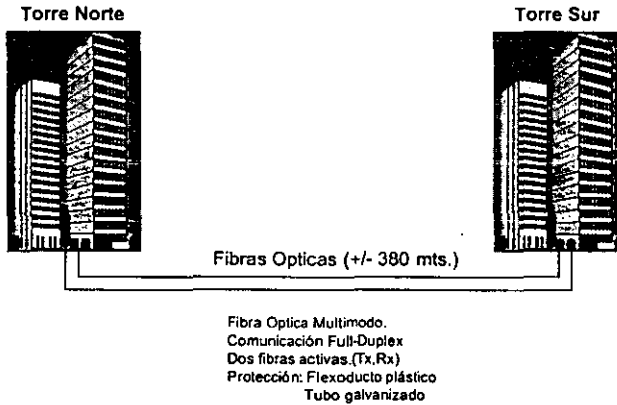 Torre Norte
Torre Sur
Fibras Opticas (+/- 380 mts.)
Fibra Optica Multimodo.
Comunicación Full-Duplex
Dos fibras activas.(Tx,Rx)
Protección: Flexoducto plástico
Tubo galvanizado